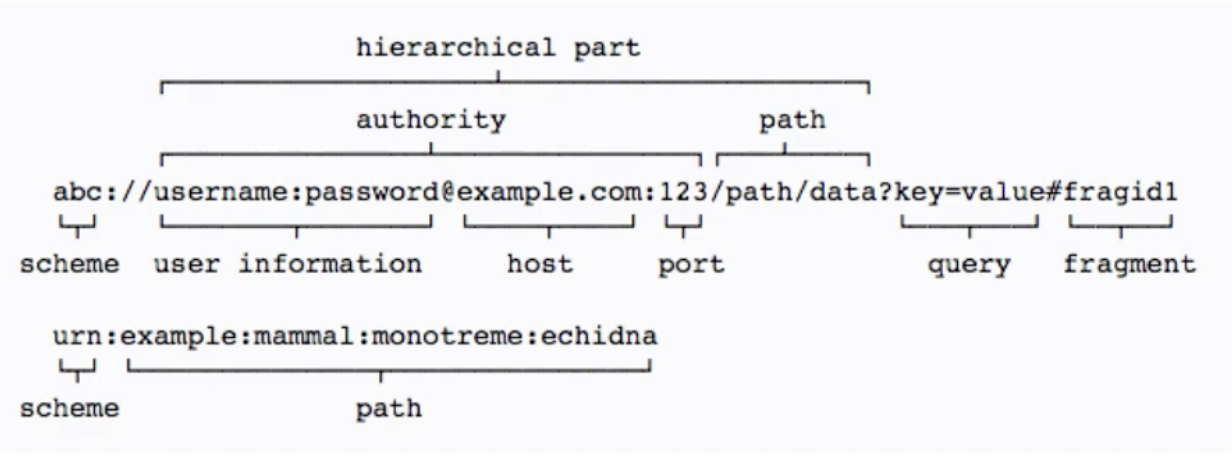 hierarchical part
authority path
abc://username:password@example.com:123/path/data?key=value#fragid1
scheme user information host port query fragment
urn:example:mammal:monotreme:echidna
scheme path